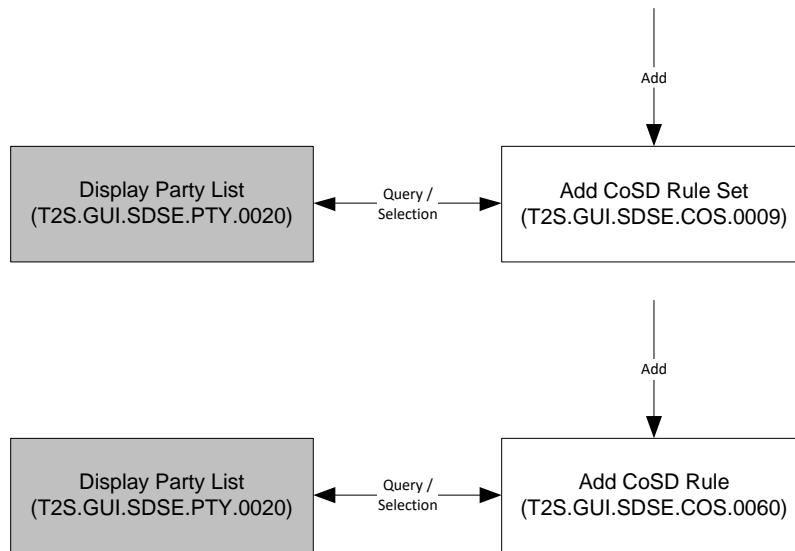 Add
Display Party List
(T2S.GUI.SDSE.PTY.0020)
Query /
Selection
Add CoSD Rule Set
(T2S.GUI.SDSE.COS.0009)
Add
Display Party List
(T2S.GUI.SDSE.PTY.0020)
Query /
Selection
Add CoSD Rule
(T2S.GUI.SDSE.COS.0060)